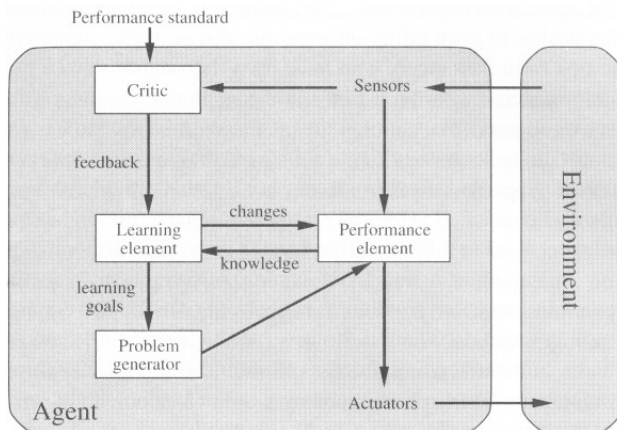 Performance standard
Critic
Sensors
feedback
changes
Learning
element
Performance
element
knowledge
learning
goals
Problem
generator
Agent
Actuators
Environment